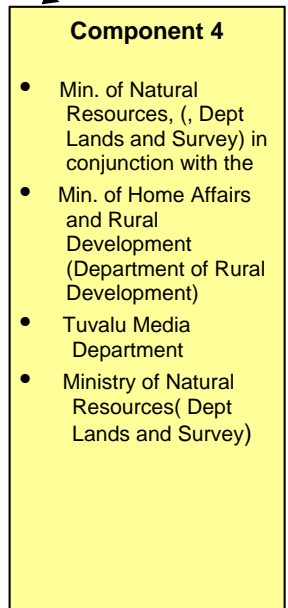 Component 4
• Min. of Natural
Resources, (, Dept
Lands and Survey) in
conjunction with the
• Min. of Home Affairs
and Rural
Development
(Department of Rural
Development)
• Tuvalu Media
Department
• Ministry of Natural
Resources( Dept
Lands and Survey)